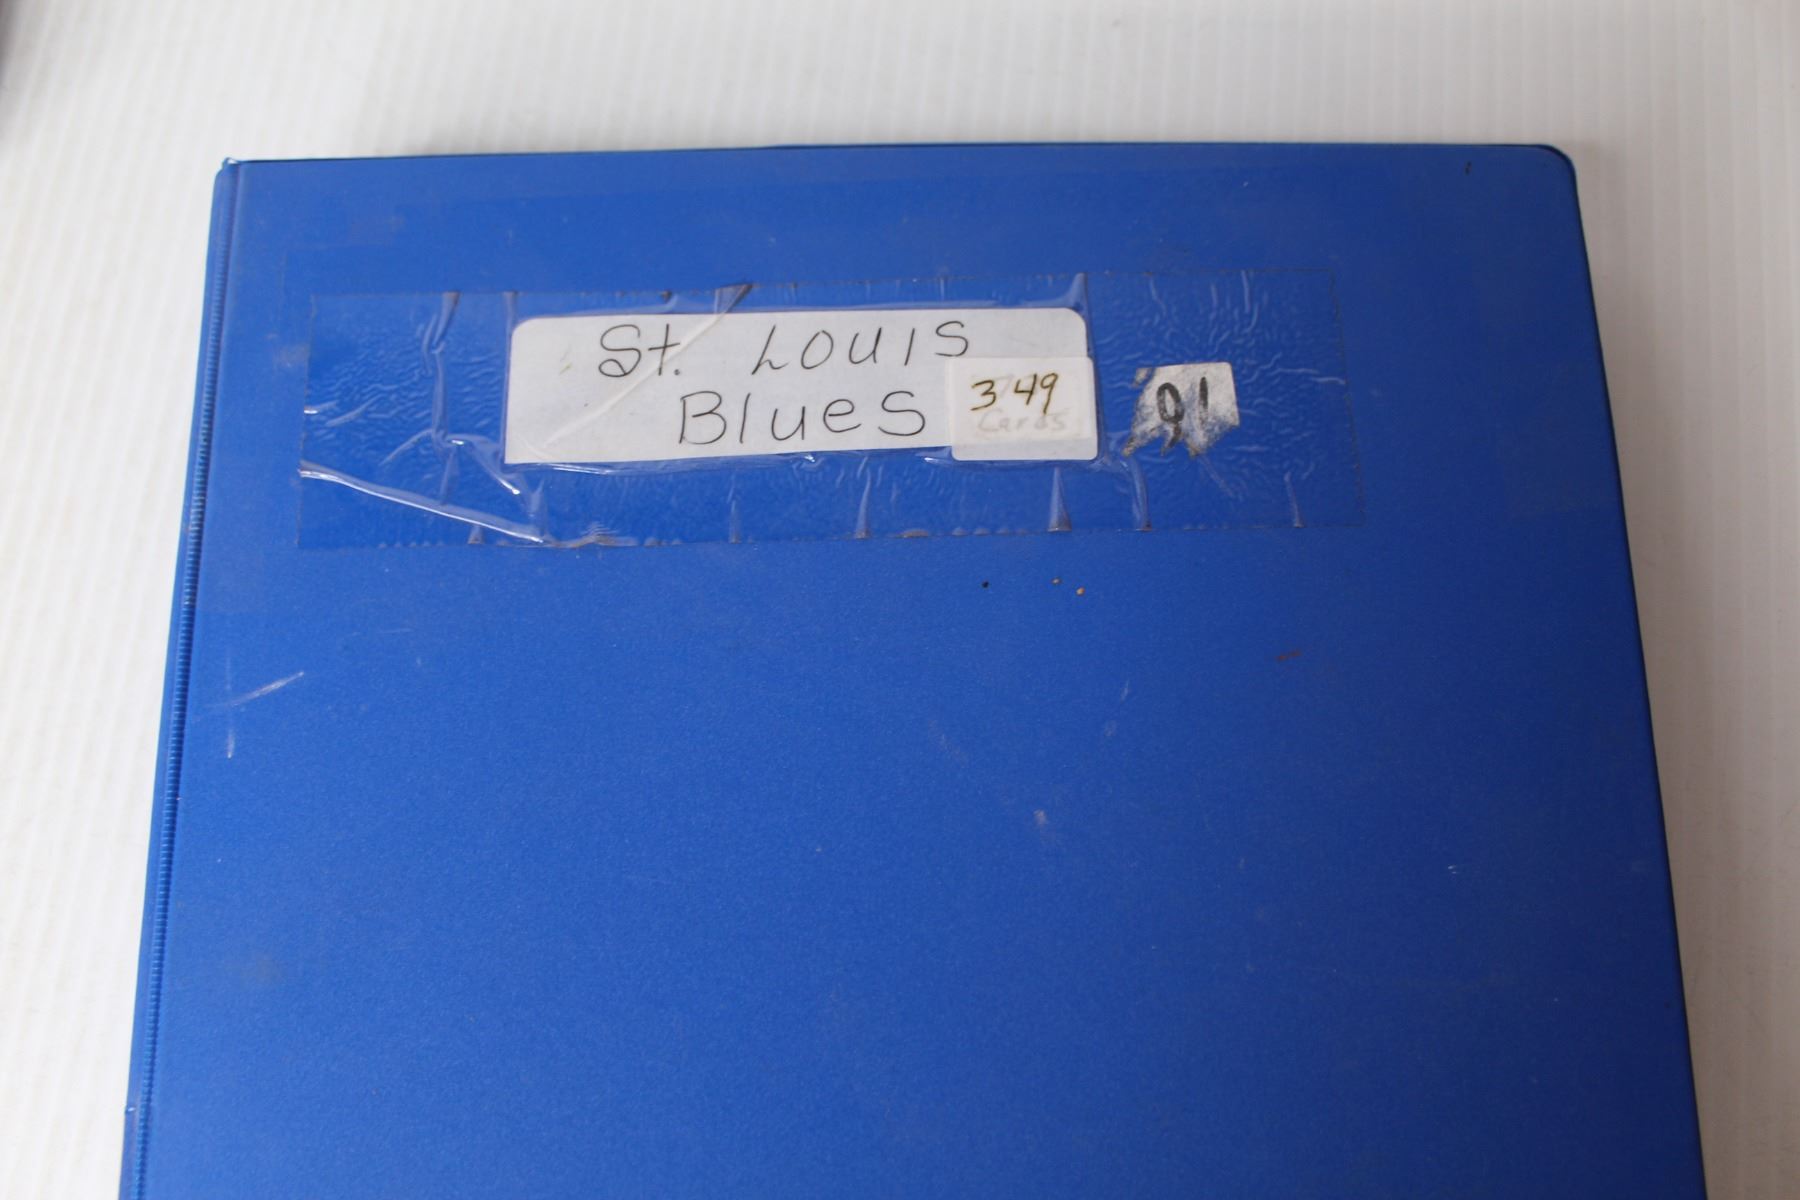 St. LOUIS
BlueS
349
Cards
'91